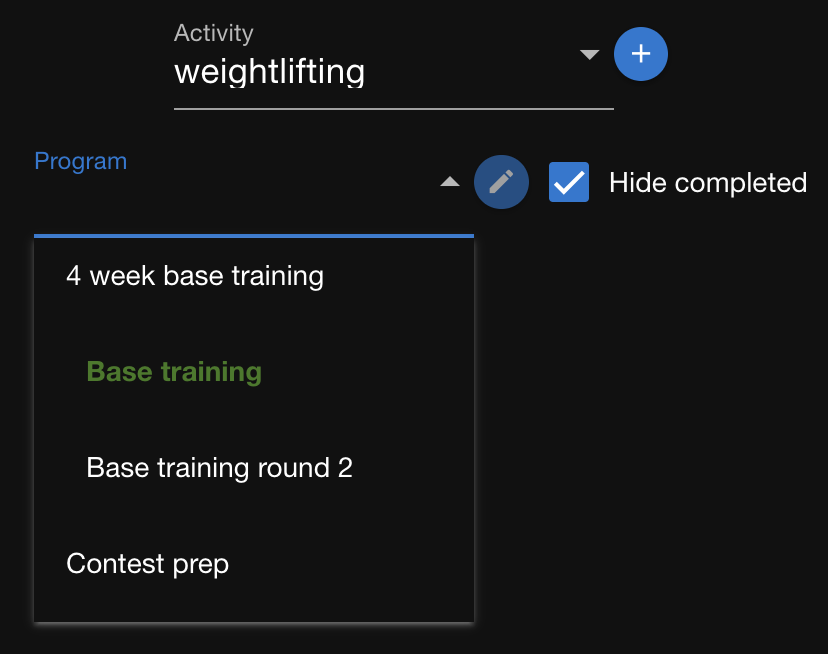 Activity
weightlifting
Program
Hide completed
4 week base training
Base training
Base training round 2
Contest prep